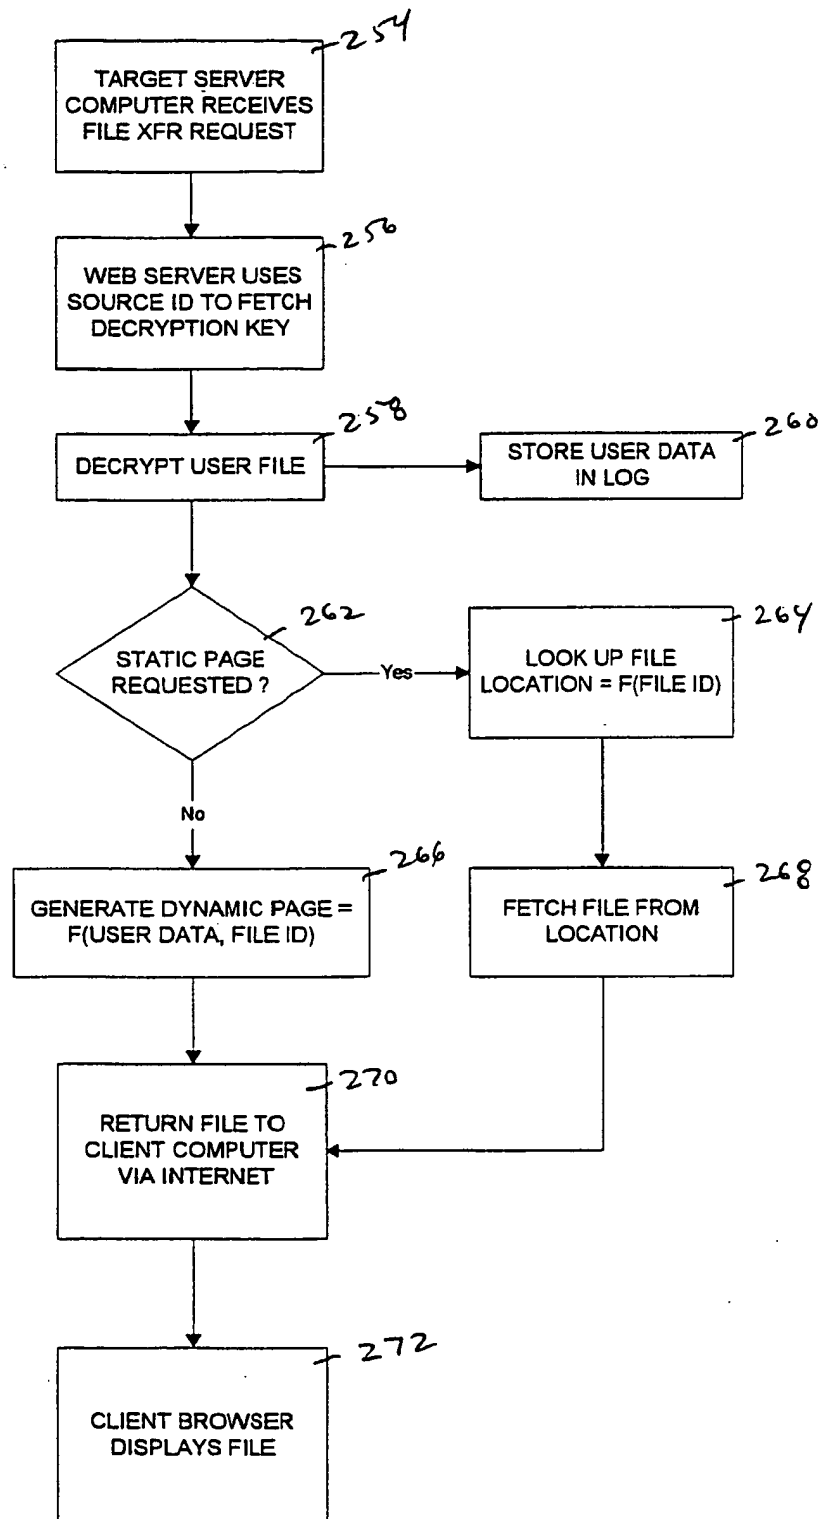 254
TARGET SERVER
COMPUTER RECEIVES
FILE XFR REQUEST
256
WEB SERVER USES
SOURCE ID TO FETCH
DECRYPTION KEY
258
DECRYPT USER FILE
260
STORE USER DATA
IN LOG
262
STATIC PAGE
REQUESTED ?
Yes
264
LOOK UP FILE
LOCATION = F(FILE ID)
No
266
GENERATE DYNAMIC PAGE =
F(USER DATA, FILE ID)
268
FETCH FILE FROM
LOCATION
270
RETURN FILE TO
CLIENT COMPUTER
VIA INTERNET
272
CLIENT BROWSER
DISPLAYS FILE